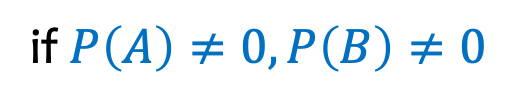 if P(A) ≠ 0, P(B) ≠ 0